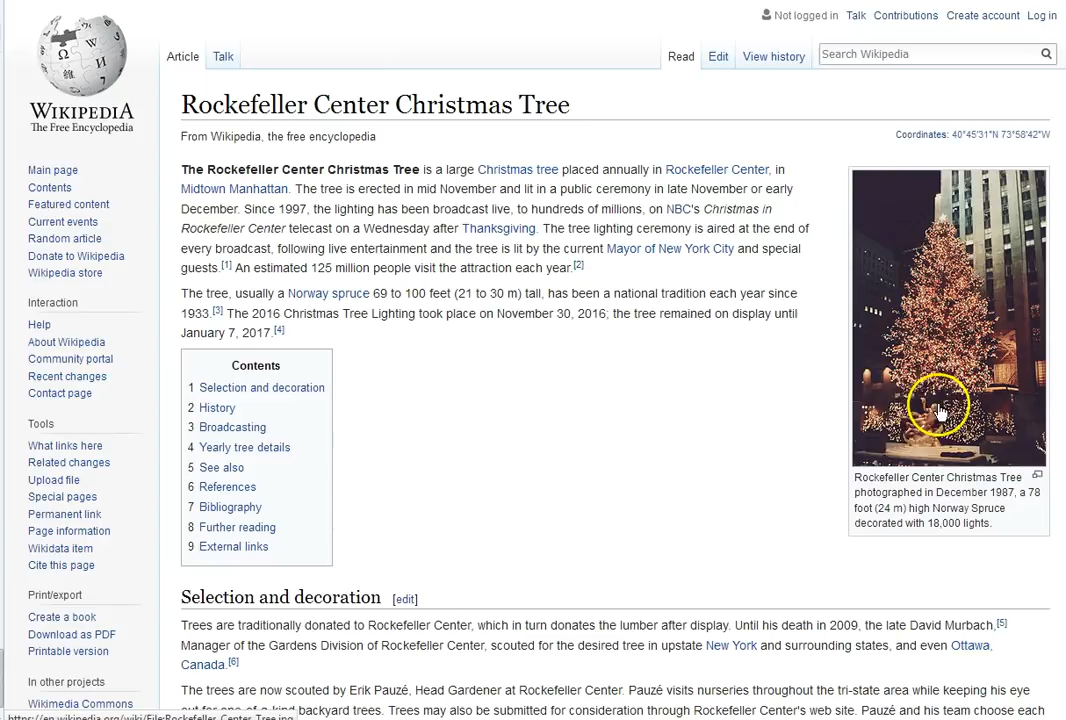 Not logged in Talk Contributions Create account Log in
Article Talk Read Edit View history Search Wikipedia
WIKIPEDIA
The Free Encyclopedia
Main page
Contents
Featured content
Current events
Random article
Donate to Wikipedia
Wikipedia store
Interaction
Help
About Wikipedia
Community portal
Recent changes
Contact page
Tools
What links here
Related changes
Upload file
Special pages
Permanent link
Page information
Wikidata item
Cite this page
Print/export
Create a book
Download as PDF
Printable version
In other projects
Wikimedia Commons
Rockefeller Center Christmas Tree
From Wikipedia, the free encyclopedia
Coordinates: 40°45′31″N 73°58′42″W
The Rockefeller Center Christmas Tree is a large Christmas tree placed annually in Rockefeller Center, in
Midtown Manhattan. The tree is erected in mid November and lit in a public ceremony in late November or early
December. Since 1997, the lighting has been broadcast live, to hundreds of millions, on NBC's Christmas in
Rockefeller Center telecast on a Wednesday after Thanksgiving. The tree lighting ceremony is aired at the end of
every broadcast, following live entertainment and the tree is lit by the current Mayor of New York City and special
guests.[1] An estimated 125 million people visit the attraction each year.[2]
The tree, usually a Norway spruce 69 to 100 feet (21 to 30 m) tall, has been a national tradition each year since
1933.[3] The 2016 Christmas Tree Lighting took place on November 30, 2016; the tree remained on display until
January 7, 2017.[4]
Contents
1 Selection and decoration
2 History
3 Broadcasting
4 Yearly tree details
5 See also
6 References
7 Bibliography
8 Further reading
9 External links
Rockefeller Center Christmas Tree
photographed in December 1987, a 78
foot (24 m) high Norway Spruce
decorated with 18,000 lights.
Selection and decoration [edit]
Trees are traditionally donated to Rockefeller Center, which in turn donates the lumber after display. Until his death in 2009, the late David Murbach,[5]
Manager of the Gardens Division of Rockefeller Center, scouted for the desired tree in upstate New York and surrounding states, and even Ottawa,
Canada.[6]
The trees are now scouted by Erik Pauzé, Head Gardener at Rockefeller Center. Pauzé visits nurseries throughout the tri-state area while keeping his eye
out for one-of-a-kind backyard trees. Trees may also be submitted for consideration through Rockefeller Center's web site. Pauzé and his team choose each
https://en.wikipedia.org/wiki/File:Rockefeller_Center_Tree.jpg